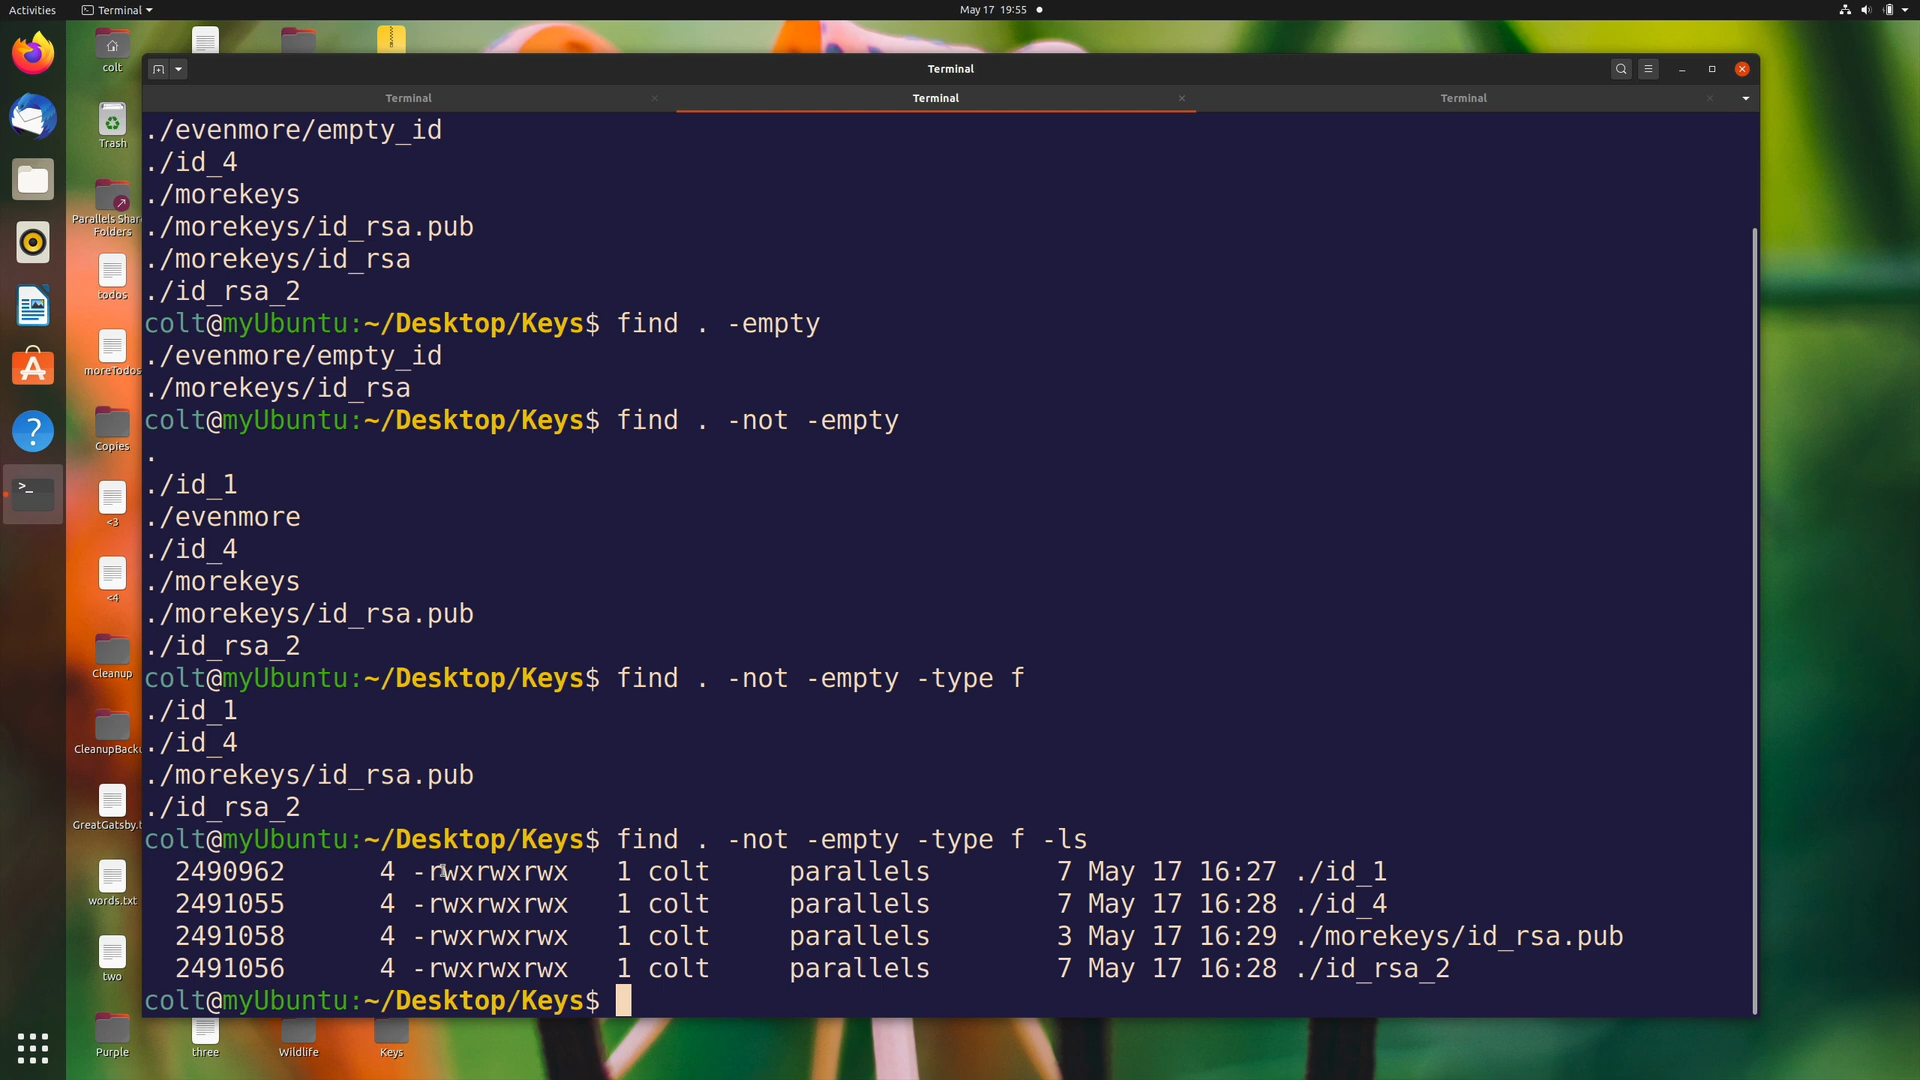 Activities
Terminal
May 17 19:55
colt
Trash
Parallels Shar
Folders
todos
moreTodos
Copies
<3
<4
Cleanup
CleanupBack
GreatGatsby.t
words.txt
two
Purple
three
Wildlife
Keys
Terminal
Terminal
Terminal
Terminal
./evenmore/empty_id
./id_4
./morekeys
./morekeys/id_rsa.pub
./morekeys/id_rsa
./id_rsa_2
colt@myUbuntu:~/Desktop/Keys$ find . -empty
./evenmore/empty_id
./morekeys/id_rsa
colt@myUbuntu:~/Desktop/Keys$ find . -not -empty
.
./id_1
./evenmore
./id_4
./morekeys
./morekeys/id_rsa.pub
./id_rsa_2
colt@myUbuntu:~/Desktop/Keys$ find . -not -empty -type f
./id_1
./id_4
./morekeys/id_rsa.pub
./id_rsa_2
colt@myUbuntu:~/Desktop/Keys$ find . -not -empty -type f -ls
2490962 4 -rwxrwxrwx 1 colt parallels 7 May 17 16:27 ./id_1
2491055 4 -rwxrwxrwx 1 colt parallels 7 May 17 16:28 ./id_4
2491058 4 -rwxrwxrwx 1 colt parallels 3 May 17 16:29 ./morekeys/id_rsa.pub
2491056 4 -rwxrwxrwx 1 colt parallels 7 May 17 16:28 ./id_rsa_2
colt@myUbuntu:~/Desktop/Keys$